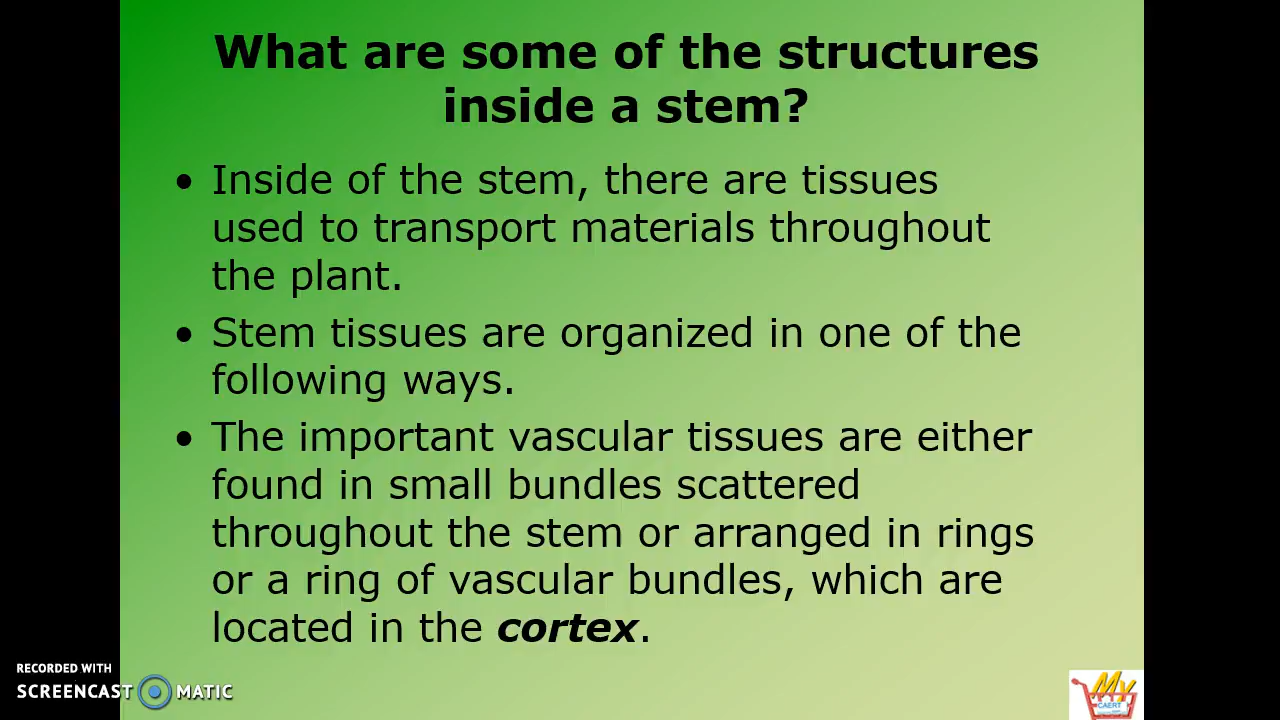 What are some of the structures
inside a stem?
• Inside of the stem, there are tissues
used to transport materials throughout
the plant.
• Stem tissues are organized in one of the
following ways.
• The important vascular tissues are either
found in small bundles scattered
throughout the stem or arranged in rings
or a ring of vascular bundles, which are
located in the cortex.
RECORDED WITH
SCREENCAST MATIC
My
CAERT